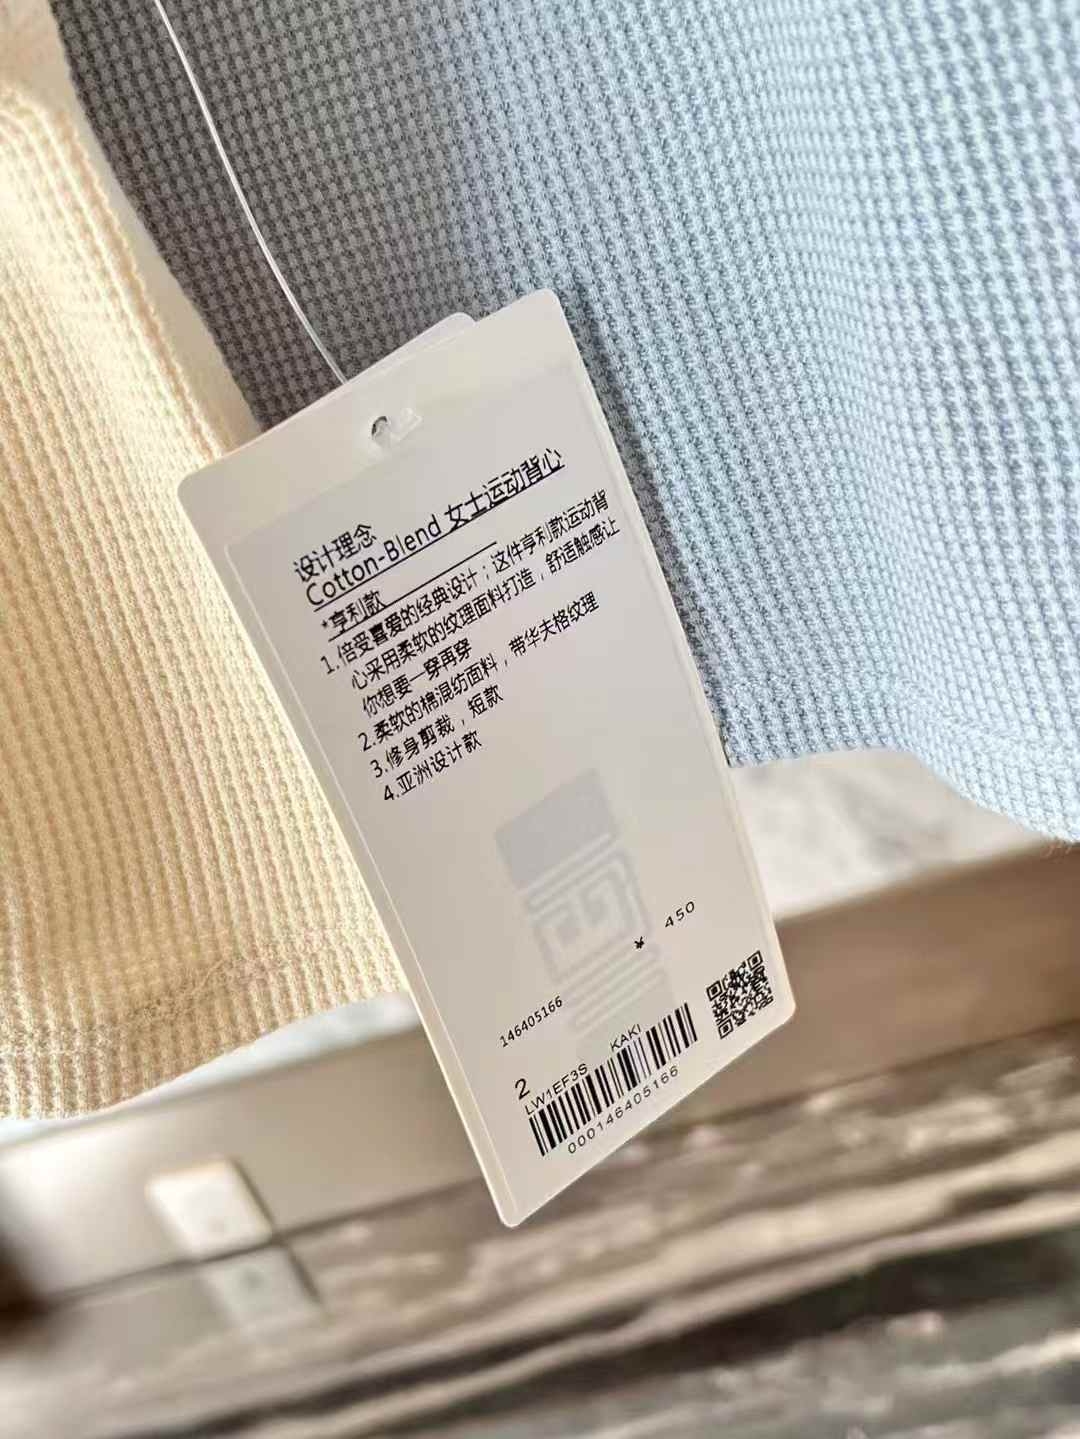 设计理念
Cotton-Blend 女士运动背心
*亨利款
1.倍受喜爱的经典设计；这件亨利款运动背
心采用柔软的纹理面料打造，舒适触感让
你想要一穿再穿
2.柔软的棉混纺面料，带华夫格纹理
3.修身剪裁，短款
4.亚洲设计款
450
146405166
2
LW1EF3S KAKI
000146405166